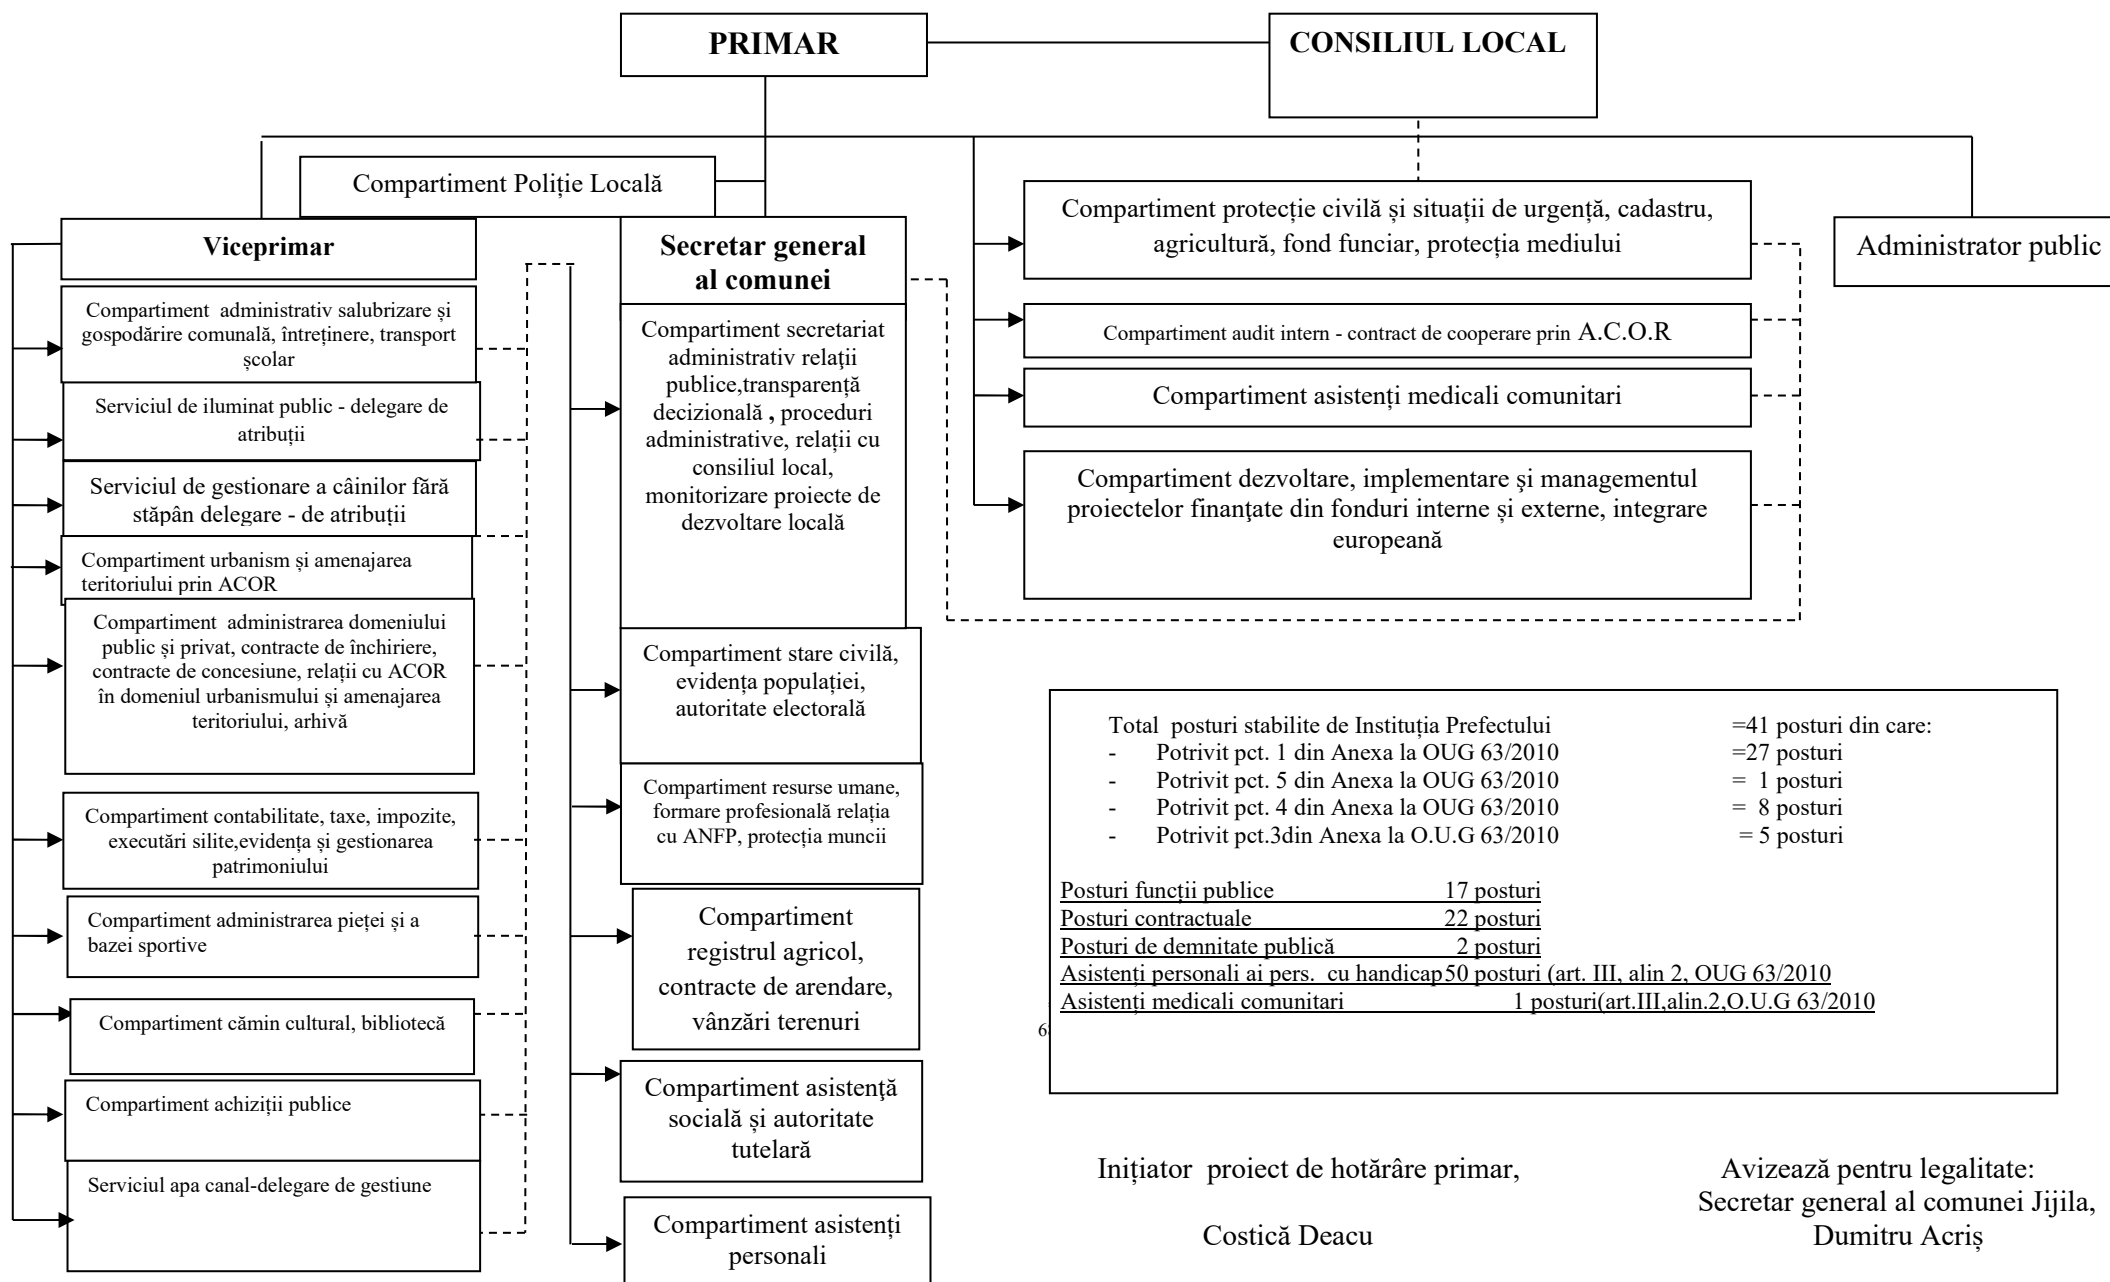 PRIMAR
CONSILIUL LOCAL
Compartiment Poliție Locală
Viceprimar
Compartiment administrativ salubrizare și
gospodărire comunală, întreținere, transport
școlar
Serviciul de iluminat public - delegare de
atribuții
Serviciul de gestionare a câinilor fără
stăpân delegare - de atribuții
Compartiment urbanism și amenajarea
teritoriului prin ACOR
Compartiment administrarea domeniului
public și privat, contracte de închiriere,
contracte de concesiune, relații cu ACOR
în domeniul urbanismului și amenajarea
teritoriului, arhivă
Compartiment contabilitate, taxe, impozite,
executări silite,evidența și gestionarea
patrimoniului
Compartiment administrarea pieței și a
bazei sportive
Compartiment cămin cultural, bibliotecă
Compartiment achiziții publice
Serviciul apa canal-delegare de gestiune
Secretar general
al comunei
Compartiment secretariat
administrativ relaţii
publice,transparență
decizională , proceduri
administrative, relații cu
consiliul local,
monitorizare proiecte de
dezvoltare locală
Compartiment stare civilă,
evidența populației,
autoritate electorală
Compartiment resurse umane,
formare profesională relația
cu ANFP, protecția muncii
Compartiment
registrul agricol,
contracte de arendare,
vânzări terenuri
Compartiment asistenţă
socială și autoritate
tutelară
Compartiment asistenți
personali
Compartiment protecție civilă și situații de urgență, cadastru,
agricultură, fond funciar, protecția mediului
Compartiment audit intern - contract de cooperare prin A.C.O.R
Compartiment asistenți medicali comunitari
Compartiment dezvoltare, implementare şi managementul
proiectelor finanţate din fonduri interne și externe, integrare
europeană
Administrator public
Total posturi stabilite de Instituția Prefectului =41 posturi din care:
- Potrivit pct. 1 din Anexa la OUG 63/2010 =27 posturi
- Potrivit pct. 5 din Anexa la OUG 63/2010 = 1 posturi
- Potrivit pct. 4 din Anexa la OUG 63/2010 = 8 posturi
- Potrivit pct.3din Anexa la O.U.G 63/2010 = 5 posturi
Posturi funcții publice 17 posturi
Posturi contractuale 22 posturi
Posturi de demnitate publică 2 posturi
Asistenți personali ai pers. cu handicap50 posturi (art. III, alin 2, OUG 63/2010
Asistenți medicali comunitari 1 posturi(art.III,alin.2,O.U.G 63/2010
Inițiator proiect de hotărâre primar,
Costică Deacu
Avizează pentru legalitate:
Secretar general al comunei Jijila,
Dumitru Acriș